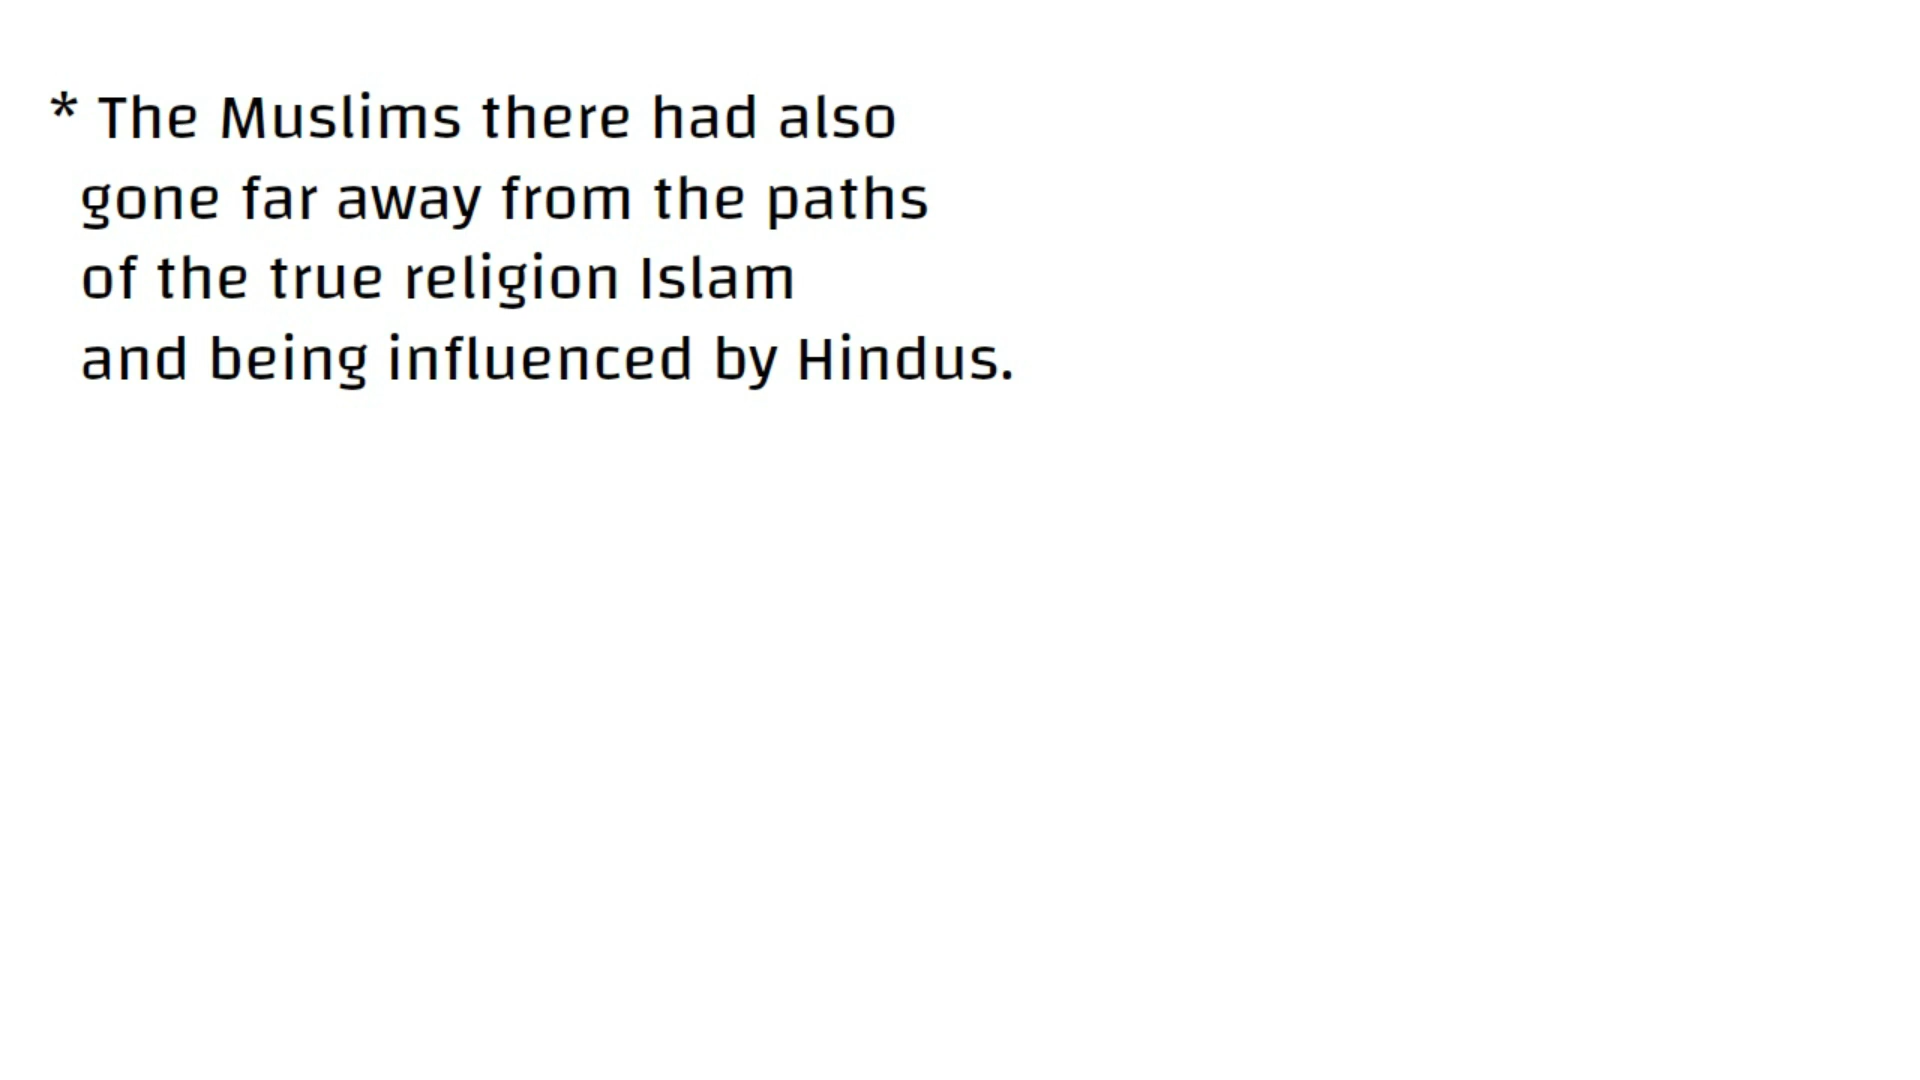 * The Muslims there had also
gone far away from the paths
of the true religion Islam
and being influenced by Hindus.